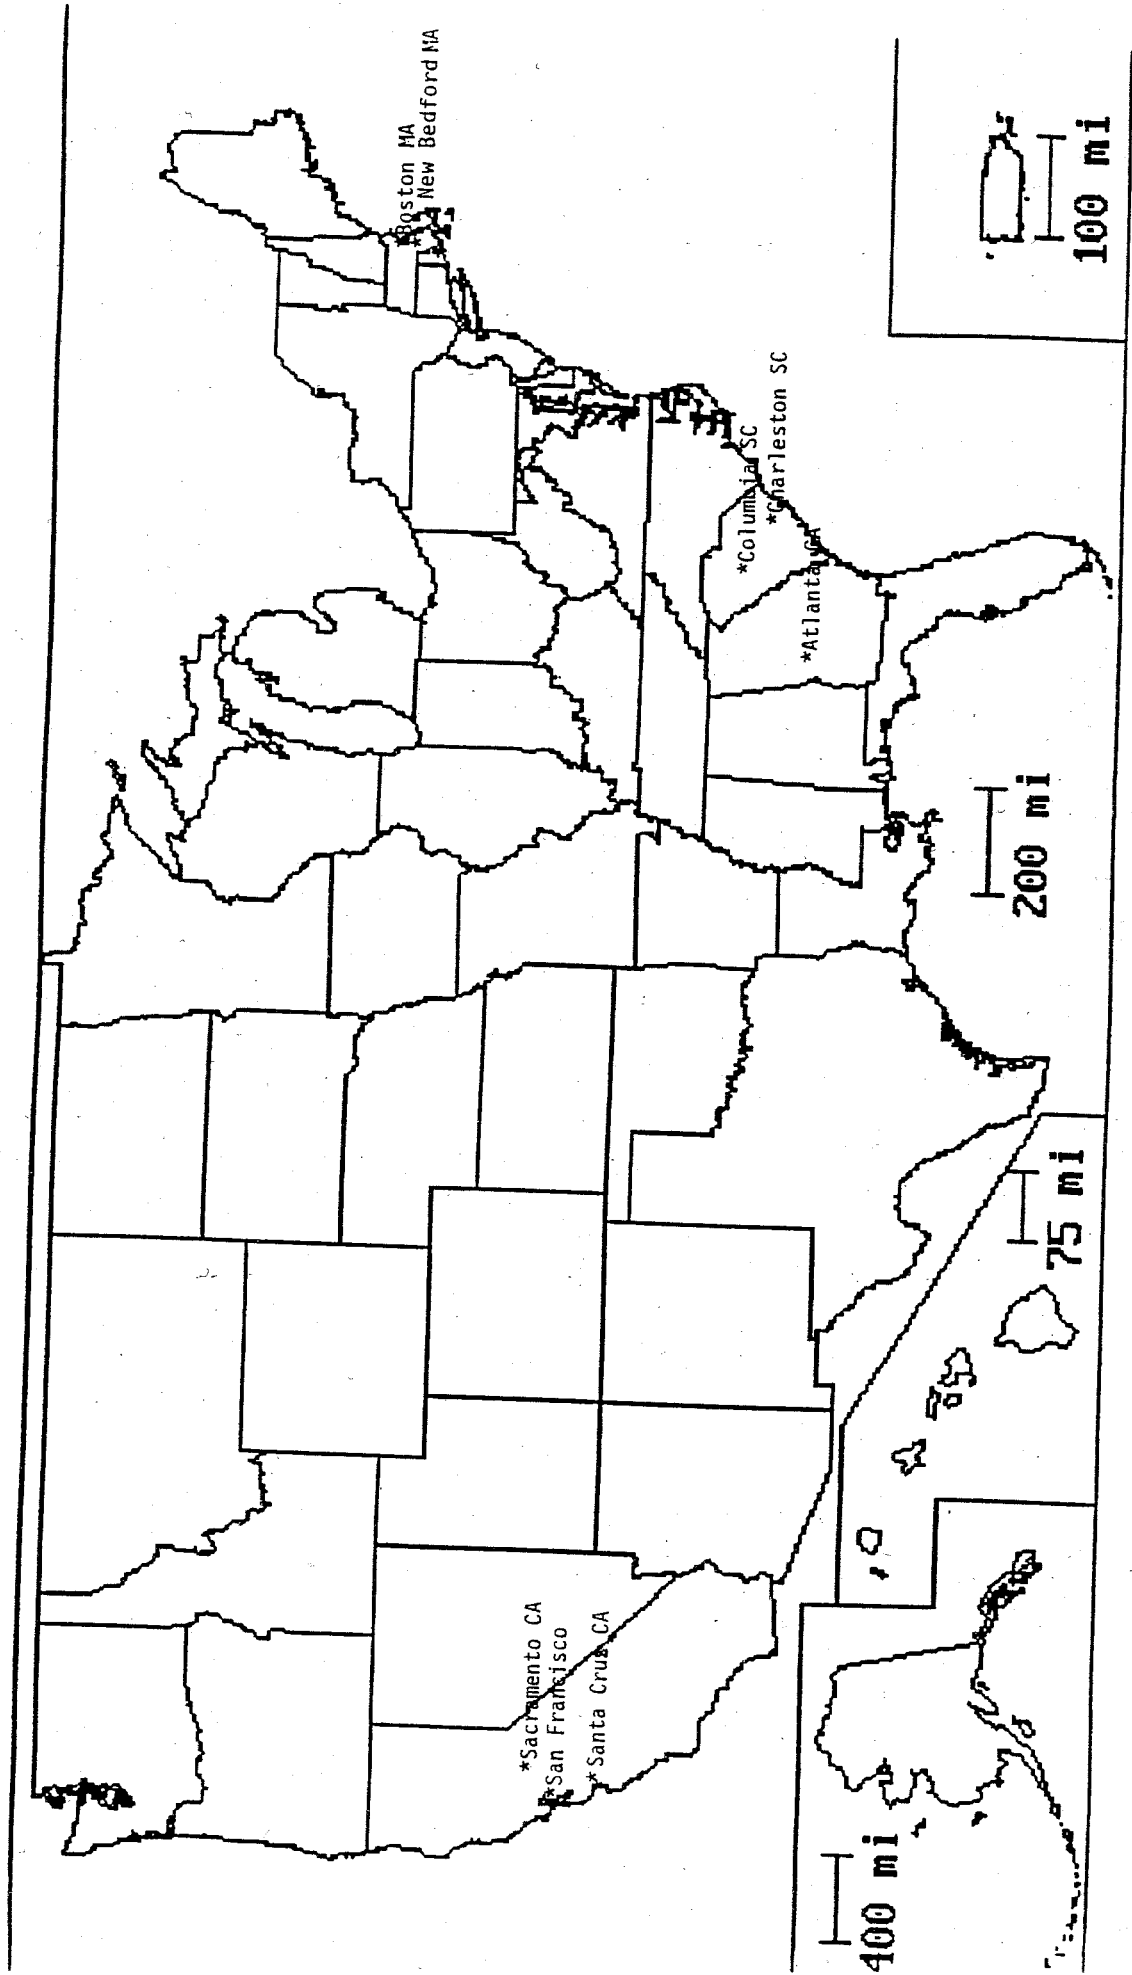 *Boston MA
* New Bedford MA
*Sacramento CA
*San Francisco
*Santa Cruz CA
*Columbia SC
*Charleston SC
*Atlanta GA
400 mi
75 mi
200 mi
100 mi